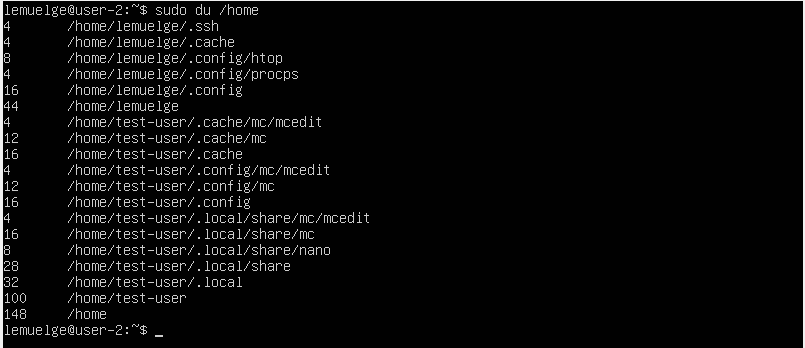 lemuelge@user-2:~$ sudo du /home
4       /home/lemuelge/.ssh
4       /home/lemuelge/.cache
8       /home/lemuelge/.config/htop
4       /home/lemuelge/.config/procps
16      /home/lemuelge/.config
44      /home/lemuelge
4       /home/test-user/.cache/mc/mcedit
12      /home/test-user/.cache/mc
16      /home/test-user/.cache
4       /home/test-user/.config/mc/mcedit
12      /home/test-user/.config/mc
16      /home/test-user/.config
4       /home/test-user/.local/share/mc/mcedit
16      /home/test-user/.local/share/mc
8       /home/test-user/.local/share/nano
28      /home/test-user/.local/share
32      /home/test-user/.local
100     /home/test-user
148     /home
lemuelge@user-2:~$ _